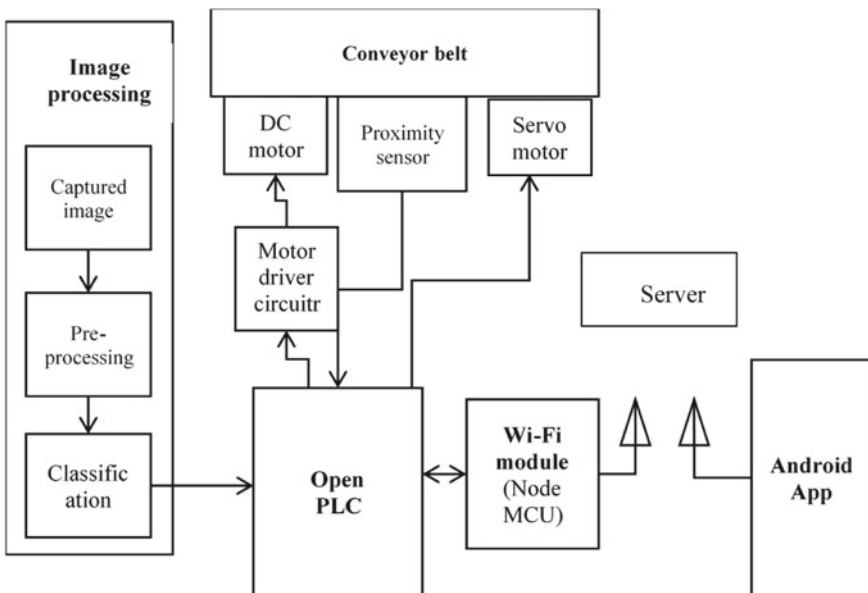 Image
processing
Captured
image
Pre-
processing
Classific
ation
Conveyor belt
DC
motor
Proximity
sensor
Servo
motor
Motor
driver
circuitr
Open
PLC
Wi-Fi
module
(Node
MCU)
Server
Android
App